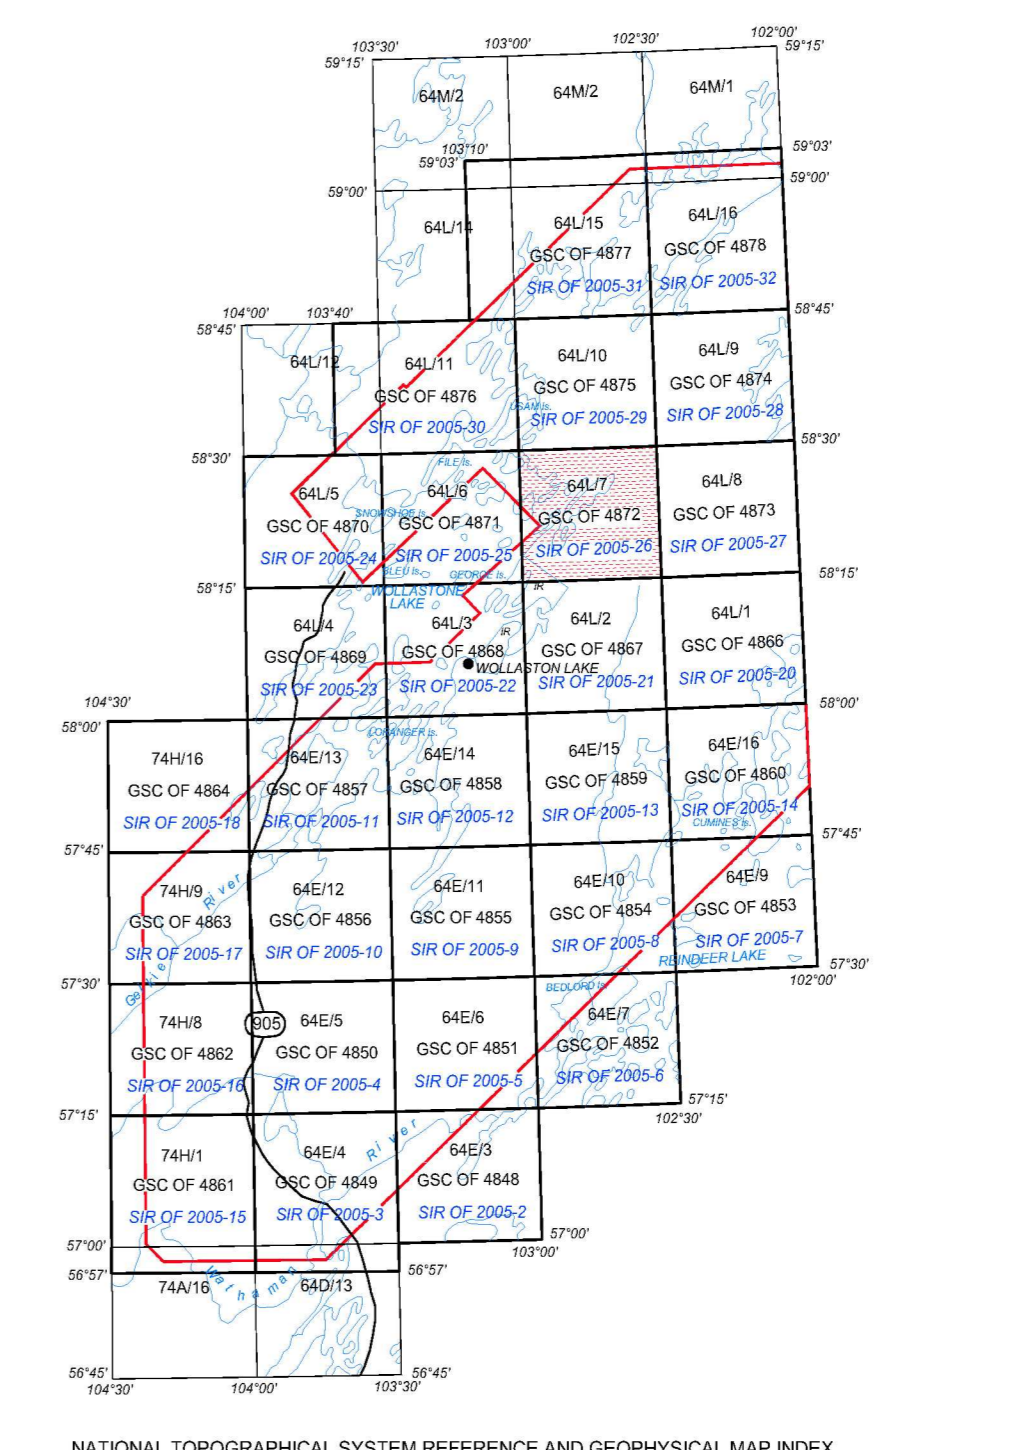 103°30' 103°00' 102°30' 102°00'
59°15' 59°15'
64M/2 64M/2 64M/1
103°10'
59°03' 59°03'
59°00' 59°00'
64L/14 64L/15 64L/16
GSC OF 4877 GSC OF 4878
SIR OF 2005-31 SIR OF 2005-32
104°00' 103°40'
58°45' 58°45'
64L/12 64L/11 64L/10 64L/9
GSC OF 4876 GSC OF 4875 GSC OF 4874
USAM Is.
SIR OF 2005-30 SIR OF 2005-29 SIR OF 2005-28
58°30' 58°30'
FILE Is.
64L/5 64L/6 64L/7 64L/8
SNOWSHOE Is.
GSC OF 4870 GSC OF 4871 GSC OF 4872 GSC OF 4873
SIR OF 2005-24 SIR OF 2005-25 SIR OF 2005-26 SIR OF 2005-27
BLEU Is. GEORGE Is.
58°15' 58°15'
WOLLASTONE IR
LAKE
64L/4 64L/3 IR 64L/2 64L/1
GSC OF 4869 GSC OF 4868 GSC OF 4867 GSC OF 4866
WOLLASTON LAKE
SIR OF 2005-23 SIR OF 2005-22 SIR OF 2005-21 SIR OF 2005-20
104°30'
58°00' 58°00'
LORANGER Is.
74H/16 64E/13 64E/14 64E/15 64E/16
GSC OF 4864 GSC OF 4857 GSC OF 4858 GSC OF 4859 GSC OF 4860
SIR OF 2005-18 SIR OF 2005-11 SIR OF 2005-12 SIR OF 2005-13 SIR OF 2005-14
CUMINES Is.
57°45' 57°45'
74H/9 64E/12 64E/11 64E/10 64E/9
River
GSC OF 4863 GSC OF 4856 GSC OF 4855 GSC OF 4854 GSC OF 4853
SIR OF 2005-17 SIR OF 2005-10 SIR OF 2005-9 SIR OF 2005-8 SIR OF 2005-7
REINDEER LAKE
57°30' 57°30'
Geikie BEDLORD Is. 102°00'
74H/8 905 64E/5 64E/6 64E/7
GSC OF 4862 GSC OF 4850 GSC OF 4851 GSC OF 4852
SIR OF 2005-16 SIR OF 2005-4 SIR OF 2005-5 SIR OF 2005-6
57°15' 57°15'
102°30'
River
74H/1 64E/4 64E/3
GSC OF 4861 GSC OF 4849 GSC OF 4848
SIR OF 2005-15 SIR OF 2005-3 SIR OF 2005-2
57°00' 57°00'
103°00'
56°57' 56°57'
74A/16 Wathaman 64D/13
56°45' 56°45'
104°30' 104°00' 103°30'
NATIONAL TOPOGRAPHICAL SYSTEM REFERENCE AND GEOPHYSICAL MAP INDEX